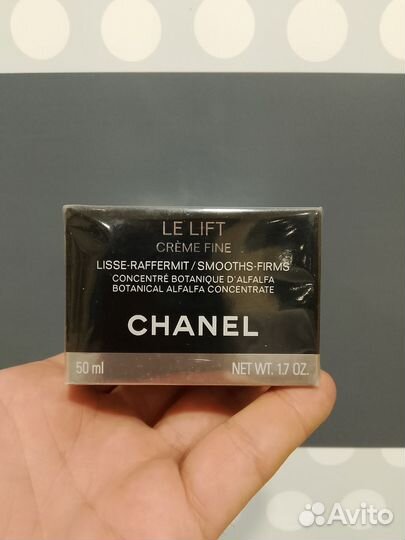 LE LIFT
CRÈME FINE
LISSE-RAFFERMIT / SMOOTHS-FIRMS
CONCENTRÉ BOTANIQUE D'ALFALFA
BOTANICAL ALFALFA CONCENTRATE
CHANEL
50 ml NET WT. 1.7 OZ.
Avito